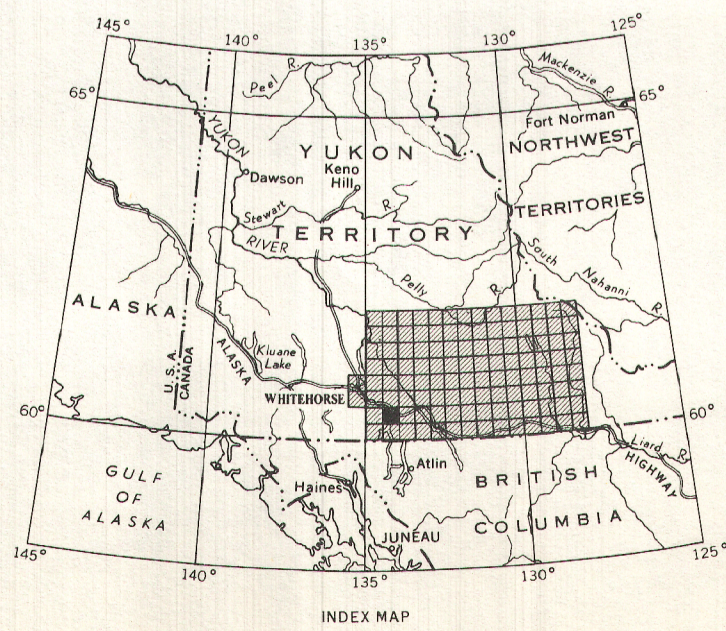 145°
140°
135°
130°
125°
Peel R.
Mackenzie R.
65°
65°
Fort Norman
YUKON
YUKON
NORTHWEST
Keno
Hill
Dawson
TERRITORIES
Stewart R.
TERRITORY
RIVER
South Nahanni R.
Pelly R.
ALASKA
Kluane
Lake
ALASKA
U.S.A.
CANADA
WHITEHORSE
60°
60°
Liard R.
HIGHWAY
Atlin
BRITISH
GULF
OF
ALASKA
Haines
COLUMBIA
JUNEAU
145°
140°
135°
130°
125°
INDEX MAP